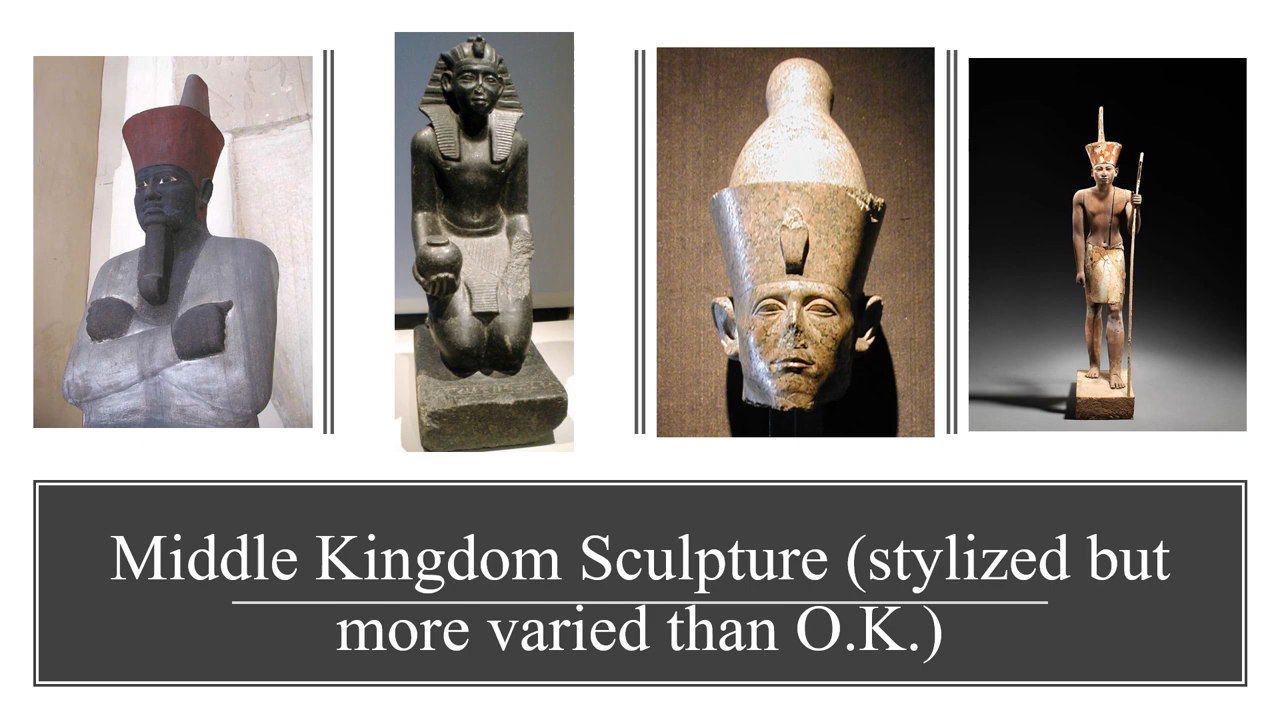 Middle Kingdom Sculpture (stylized but
more varied than O.K.)